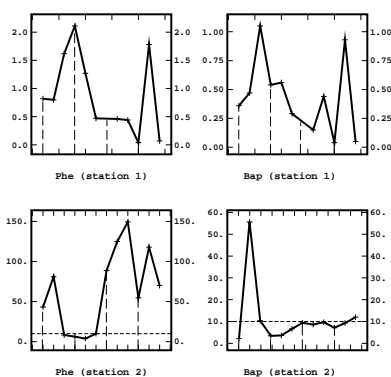 2.0 2.0 1.00 1.00
1.5 1.5 0.75 0.75
1.0 1.0 0.50 0.50
0.5 0.5 0.25 0.25
0.0 0.0 0.00 0.00
Phe (station 1) Bap (station 1)
60. 60.
150. 150. 50. 50.
40. 40.
100. 100. 30. 30.
50. 50. 20. 20.
10. 10.
0. 0. 0. 0.
Phe (station 2) Bap (station 2)